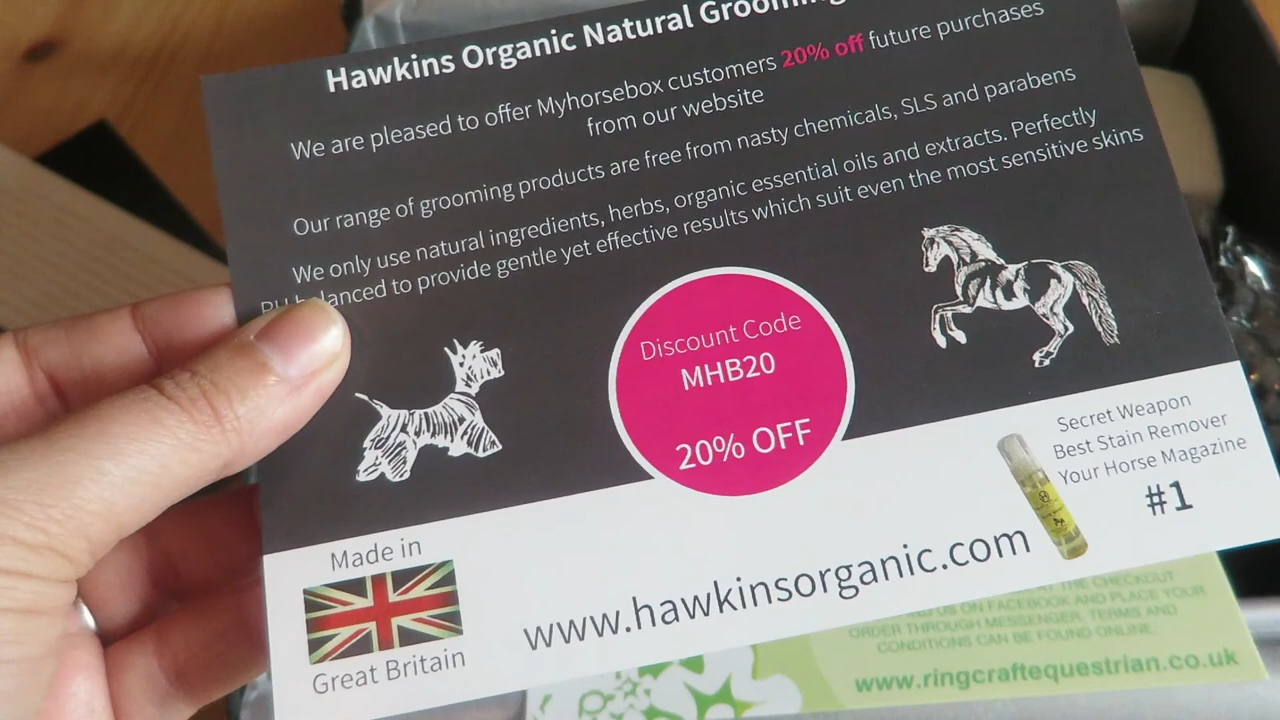 Hawkins Organic Natural Grooming
We are pleased to offer Myhorsebox customers 20% off future purchases
from our website
Our range of grooming products are free from nasty chemicals, SLS and parabens
We only use natural ingredients, herbs, organic essential oils and extracts. Perfectly
PH balanced to provide gentle yet effective results which suit even the most sensitive skins
Discount Code
MHB20
20% OFF
Secret Weapon
Best Stain Remover
Your Horse Magazine
#1
Made in
Great Britain
www.hawkinsorganic.com
THE CHECKOUT
US ON FACEBOOK AND PLACE YOUR
ORDER THROUGH MESSENGER. TERMS AND
CONDITIONS CAN BE FOUND ONLINE.
www.ringcraftequestrian.co.uk